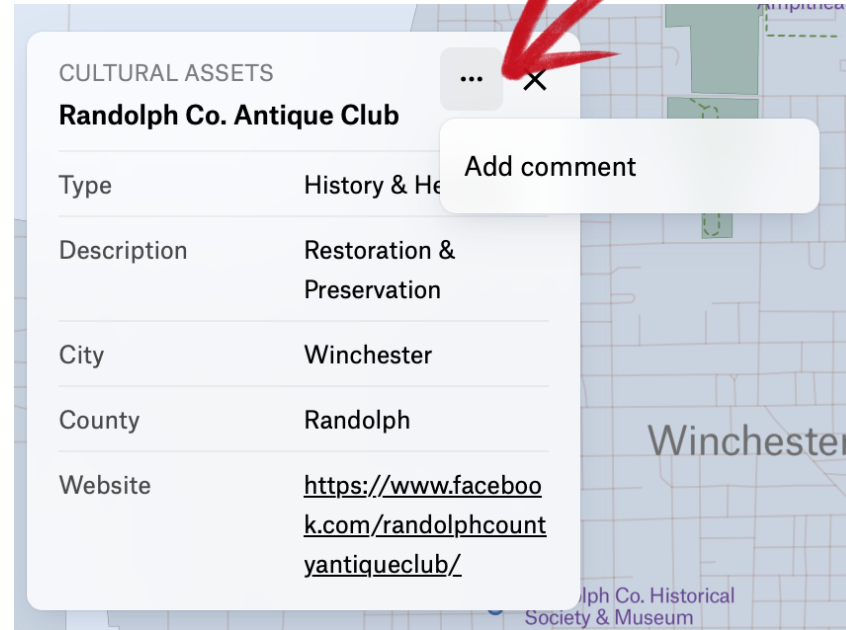 Amphithea
CULTURAL ASSETS
...
Randolph Co. Antique Club
Add comment
Type
History & He
Description
Restoration &
Preservation
City
Winchester
County
Randolph
Winchester
Website
https://www.faceboo
k.com/randolphcount
yantiqueclub/
lph Co. Historical
Society & Museum